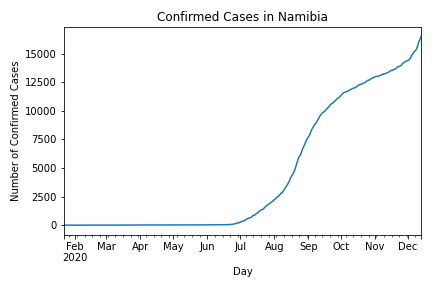 Confirmed Cases in Namibia
Number of Confirmed Cases
15000
12500
10000
7500
5000
2500
0
Feb Mar Apr May Jun Jul Aug Sep Oct Nov Dec
2020
Day